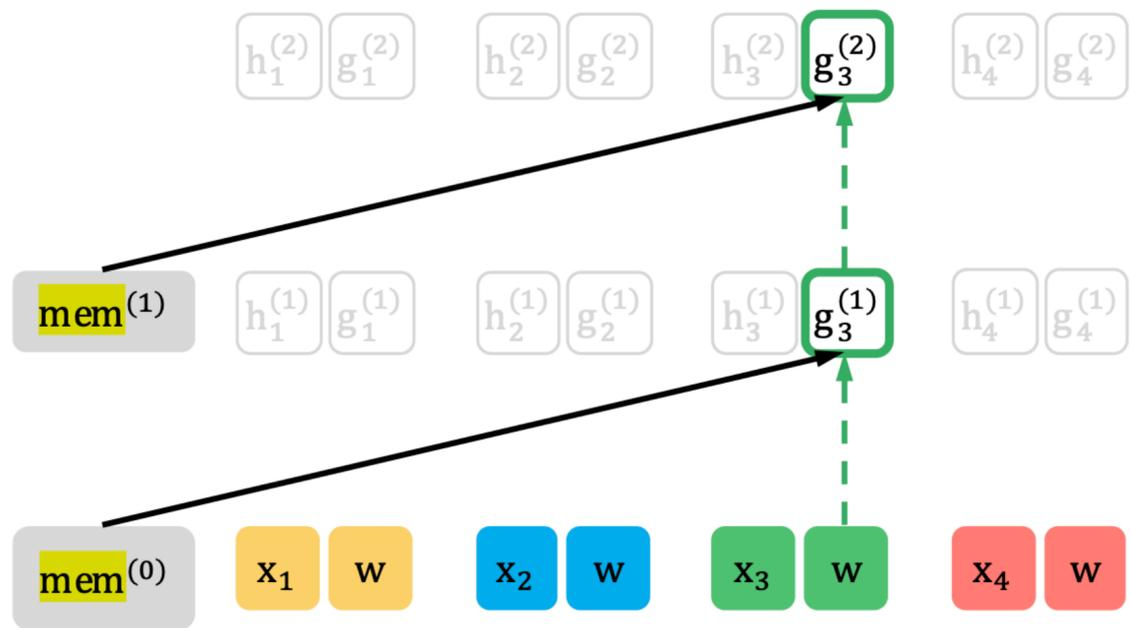 h₁⁽²⁾ g₁⁽²⁾ h₂⁽²⁾ g₂⁽²⁾ h₃⁽²⁾ g₃⁽²⁾ h₄⁽²⁾ g₄⁽²⁾
mem⁽¹⁾ h₁⁽¹⁾ g₁⁽¹⁾ h₂⁽¹⁾ g₂⁽¹⁾ h₃⁽¹⁾ g₃⁽¹⁾ h₄⁽¹⁾ g₄⁽¹⁾
mem⁽⁰⁾ x₁ w x₂ w x₃ w x₄ w